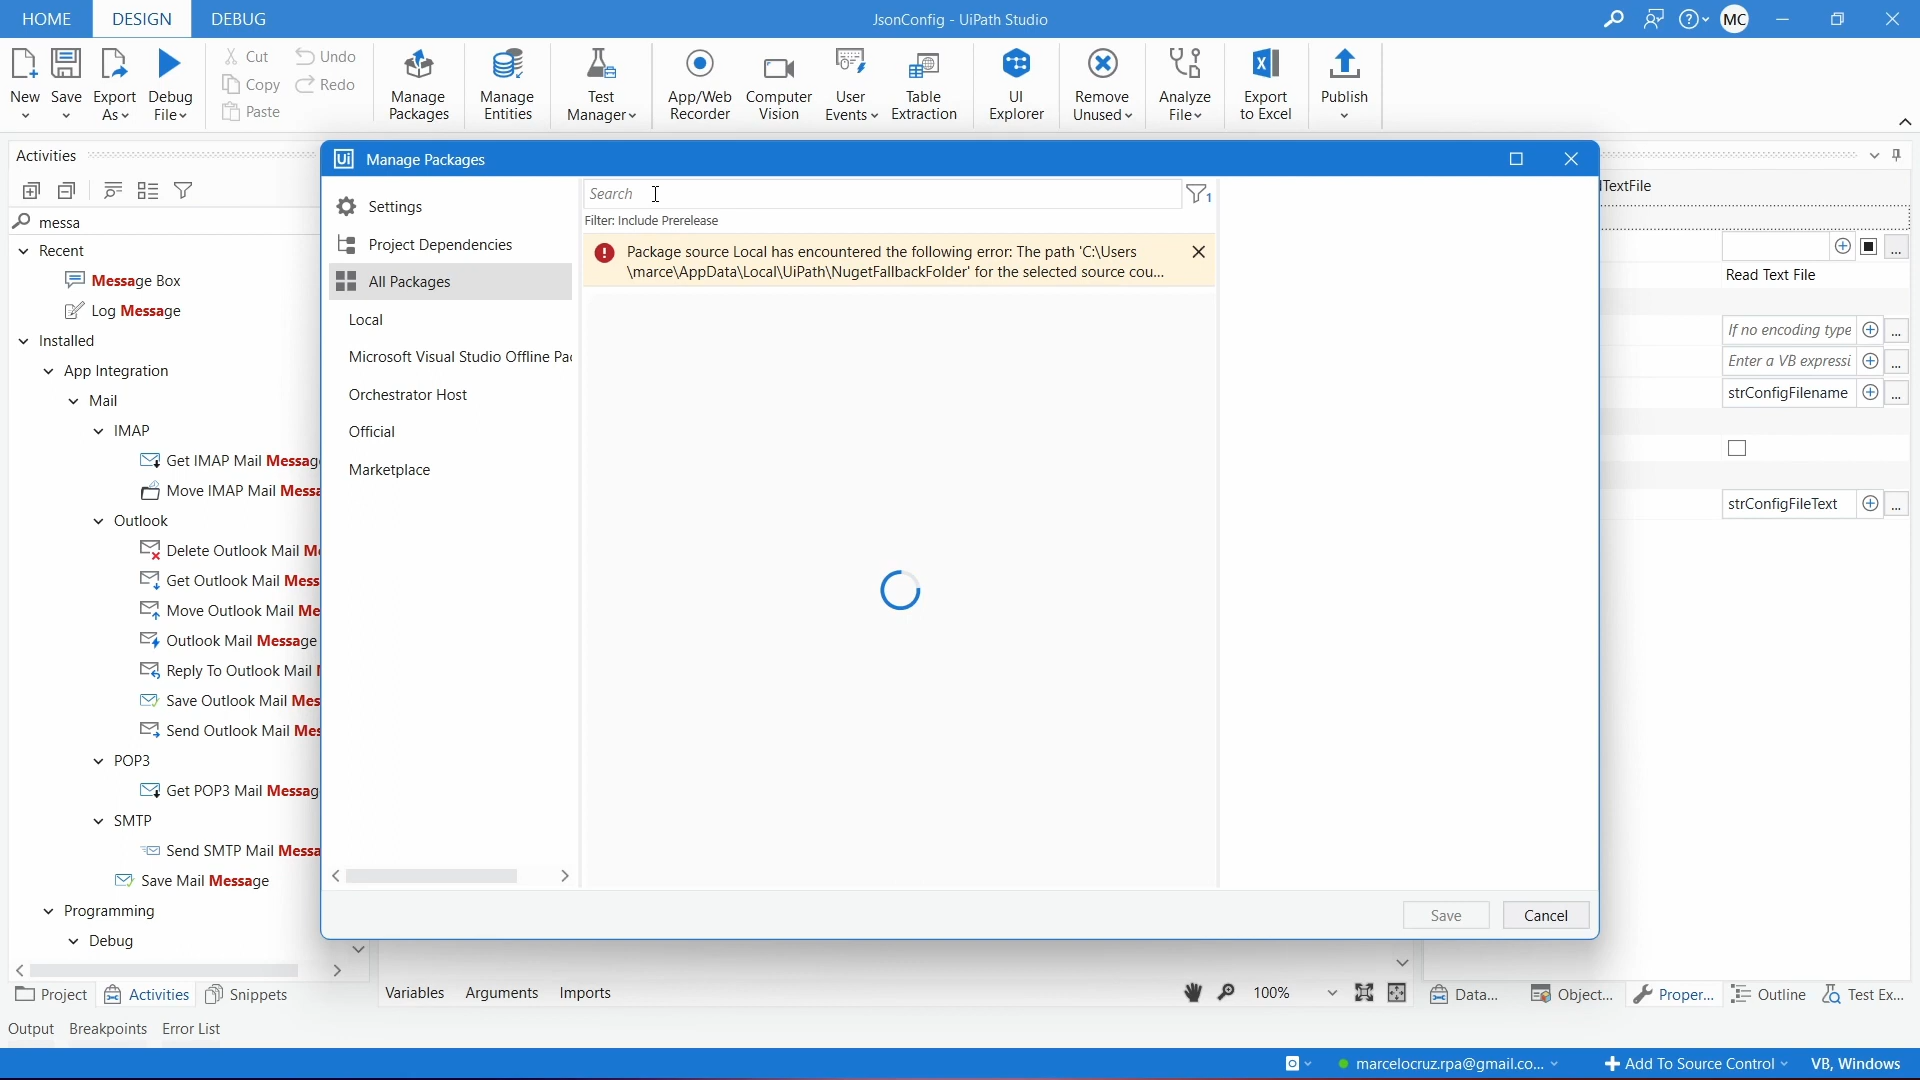 HOME
DESIGN
DEBUG
JsonConfig - UiPath Studio
MC
New
Save
Export
As
Debug
File
Cut
Copy
Paste
Undo
Redo
Manage
Packages
Manage
Entities
Test
Manager
App/Web
Recorder
Computer
Vision
User
Events
Table
Extraction
UI
Explorer
Remove
Unused
Analyze
File
Export
to Excel
Publish
Activities
messa
Recent
Message Box
Log Message
Installed
App Integration
Mail
IMAP
Get IMAP Mail Messag
Move IMAP Mail Messa
Outlook
Delete Outlook Mail Me
Get Outlook Mail Mess
Move Outlook Mail Me
Outlook Mail Message
Reply To Outlook Mail
Save Outlook Mail Mes
Send Outlook Mail Mes
POP3
Get POP3 Mail Messag
SMTP
Send SMTP Mail Messa
Save Mail Message
Programming
Debug
Ui Manage Packages
Settings
Project Dependencies
All Packages
Local
Microsoft Visual Studio Offline Pac
Orchestrator Host
Official
Marketplace
Search
1
Filter: Include Prerelease
Package source Local has encountered the following error: The path 'C:\Users
\marce\AppData\Local\UiPath\NugetFallbackFolder' for the selected source cou...
Save
Cancel
dTextFile
...
Read Text File
If no encoding type
...
Enter a VB expressi
...
strConfigFilename
...
strConfigFileText
...
Project
Activities
Snippets
Variables
Arguments
Imports
100%
Data...
Object...
Proper...
Outline
Test Ex...
Output
Breakpoints
Error List
marcelocruz.rpa@gmail.co...
Add To Source Control
VB, Windows